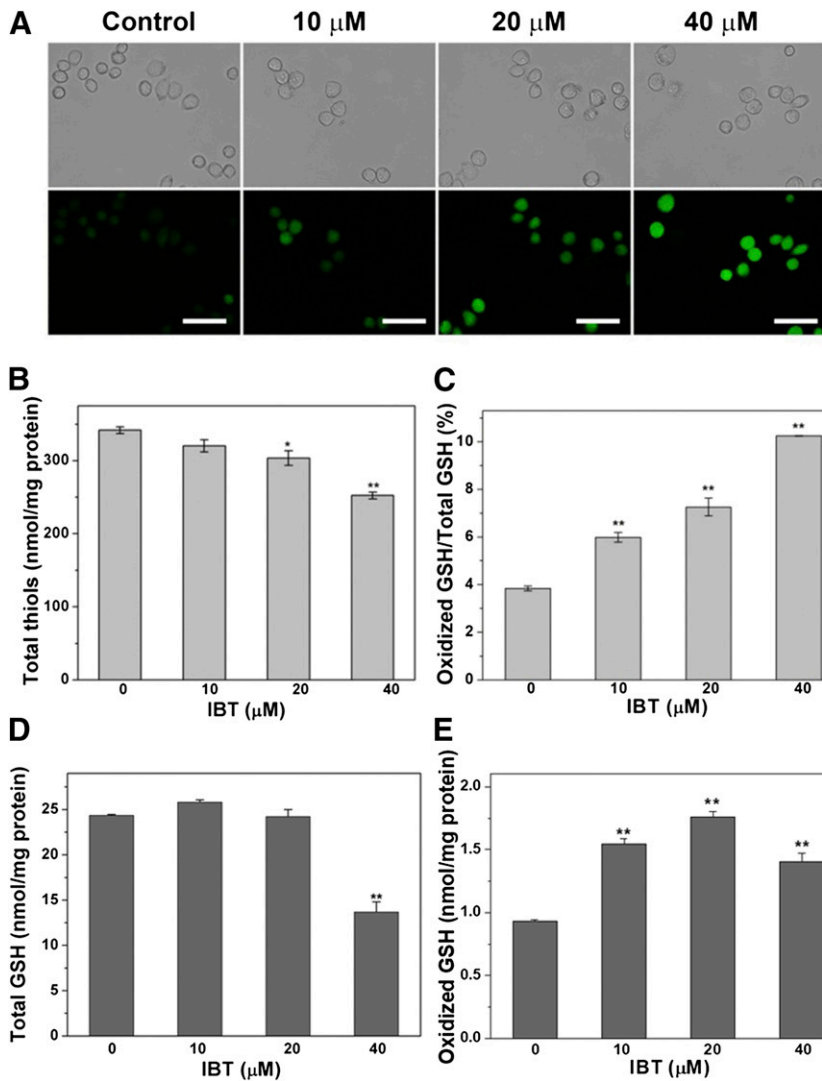 A
Control
10 μM
20 μM
40 μM
B
Total thiols (nmol/mg protein)
300
200
100
0
*
**
0
10
20
40
IBT (μM)
C
Oxidized GSH/Total GSH (%)
10
8
6
4
2
0
**
**
**
0
10
20
40
IBT (μM)
D
Total GSH (nmol/mg protein)
25
20
15
10
5
0
**
0
10
20
40
IBT (μM)
E
Oxidized GSH (nmol/mg protein)
2.0
1.5
1.0
0.5
0.0
**
**
**
0
10
20
40
IBT (μM)